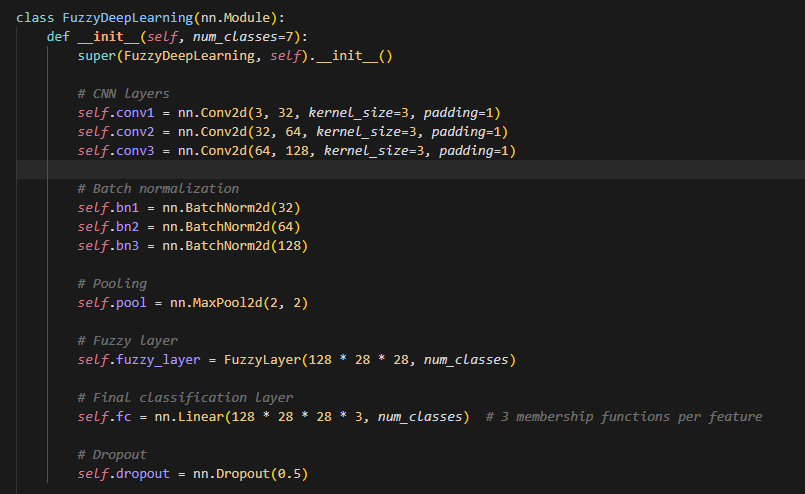 class FuzzyDeepLearning(nn.Module):
    def __init__(self, num_classes=7):
        super(FuzzyDeepLearning, self).__init__()
        # CNN layers
        self.conv1 = nn.Conv2d(3, 32, kernel_size=3, padding=1)
        self.conv2 = nn.Conv2d(32, 64, kernel_size=3, padding=1)
        self.conv3 = nn.Conv2d(64, 128, kernel_size=3, padding=1)
        # Batch normalization
        self.bn1 = nn.BatchNorm2d(32)
        self.bn2 = nn.BatchNorm2d(64)
        self.bn3 = nn.BatchNorm2d(128)
        # Pooling
        self.pool = nn.MaxPool2d(2, 2)
        # Fuzzy layer
        self.fuzzy_layer = FuzzyLayer(128 * 28 * 28, num_classes)
        # Final classification layer
        self.fc = nn.Linear(128 * 28 * 28 * 3, num_classes)  # 3 membership functions per feature
        # Dropout
        self.dropout = nn.Dropout(0.5)